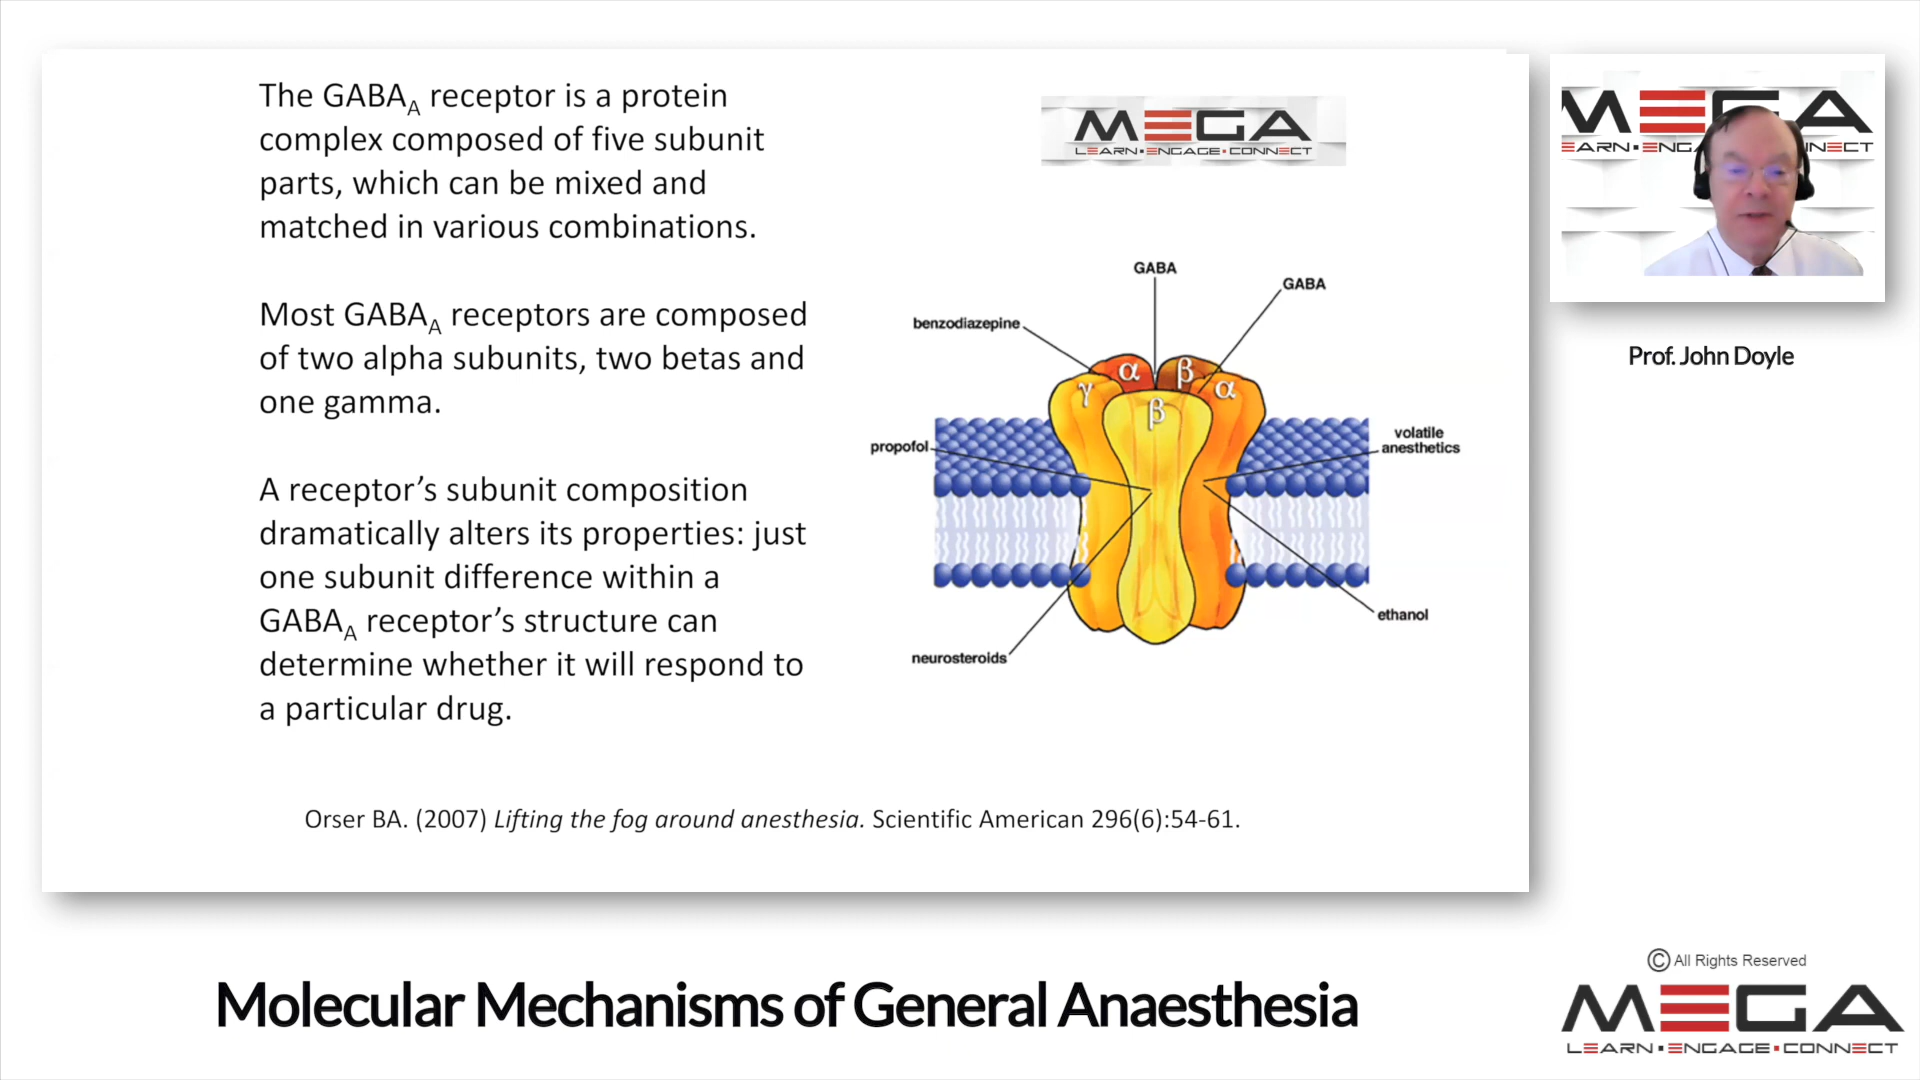 The GABAA receptor is a protein
complex composed of five subunit
parts, which can be mixed and
matched in various combinations.
Most GABAA receptors are composed
of two alpha subunits, two betas and
one gamma.
A receptor’s subunit composition
dramatically alters its properties: just
one subunit difference within a
GABAA receptor’s structure can
determine whether it will respond to
a particular drug.
MEGA
LEARN▪ENGAGE▪CONNECT
GABA
GABA
benzodiazepine
α
β
γ
α
β
propofol
volatile
anesthetics
ethanol
neurosteroids
Orser BA. (2007) Lifting the fog around anesthesia. Scientific American 296(6):54-61.
Prof. John Doyle
Molecular Mechanisms of General Anaesthesia
© All Rights Reserved
MEGA
LEARN▪ENGAGE▪CONNECT